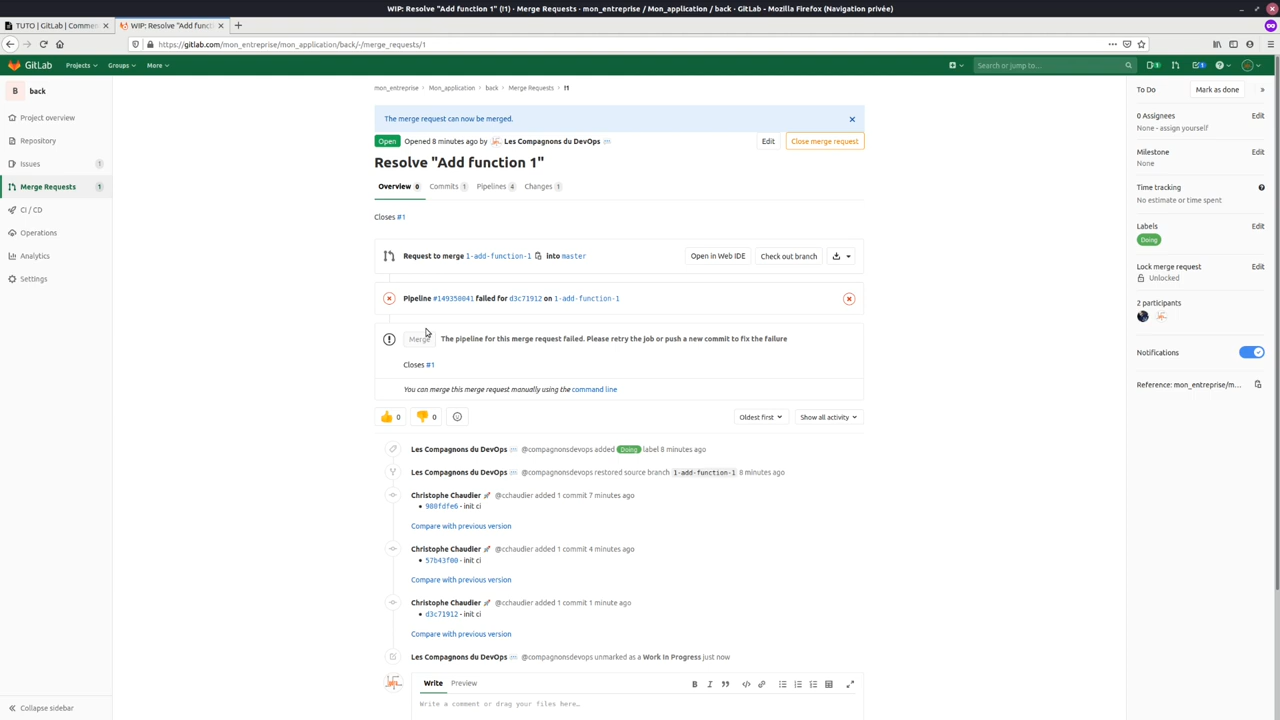 WIP: Resolve "Add function 1" · Merge Requests · mon_entreprise / Mon_application / back · GitLab - Mozilla Firefox (Navigation privée)
TUTO | GitLab | Commen
WIP: Resolve "Add funct
https://gitlab.com/mon_entreprise/mon_application/back/-/merge_requests/1
GitLab
Projects
Groups
More
Search or jump to...
B back
Project overview
Repository
Issues 1
Merge Requests 1
CI / CD
Operations
Analytics
Settings
Collapse sidebar
mon_entreprise › Mon_application › back › Merge Requests › !1
The merge request can now be merged.
Open Opened 8 minutes ago by Les Compagnons du DevOps
Edit
Close merge request
Resolve "Add function 1"
Overview 0 Commits 1 Pipelines 4 Changes 1
Closes #1
Request to merge 1-add-function-1 into master
Open in Web IDE
Check out branch
Pipeline #149350041 failed for d3c71912 on 1-add-function-1
Merge The pipeline for this merge request failed. Please retry the job or push a new commit to fix the failure
Closes #1
You can merge this merge request manually using the command line
0
0
Oldest first
Show all activity
Les Compagnons du DevOps @compagnonsdevops added Doing label 8 minutes ago
Les Compagnons du DevOps @compagnonsdevops restored source branch 1-add-function-1 8 minutes ago
Christophe Chaudier @cchaudier added 1 commit 7 minutes ago
• 980fdfe6 - init ci
Compare with previous version
Christophe Chaudier @cchaudier added 1 commit 4 minutes ago
• 57b43f00 - init ci
Compare with previous version
Christophe Chaudier @cchaudier added 1 commit 1 minute ago
• d3c71912 - init ci
Compare with previous version
Les Compagnons du DevOps @compagnonsdevops unmarked as a Work In Progress just now
Write
Preview
Write a comment or drag your files here…
To Do
Mark as done
0 Assignees
Edit
None - assign yourself
Milestone
Edit
None
Time tracking
No estimate or time spent
Labels
Edit
Doing
Lock merge request
Edit
Unlocked
2 participants
Notifications
Reference: mon_entreprise/m…